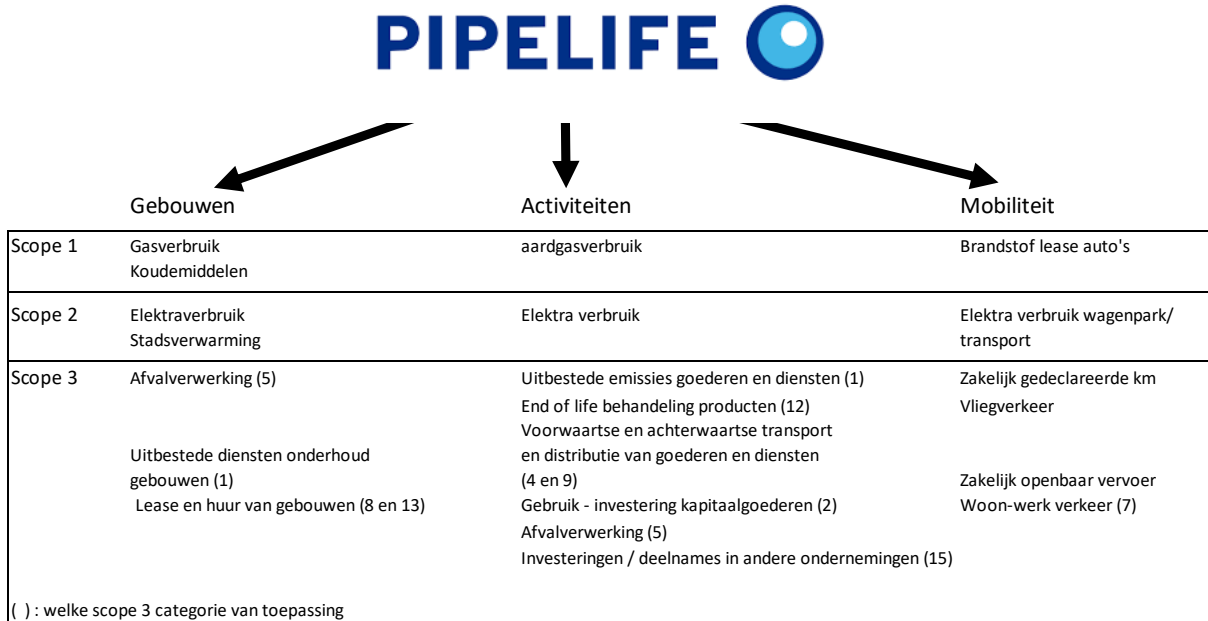 PIPELIFE
Gebouwen Activiteiten Mobiliteit
Scope 1 Gasverbruik aardgasverbruik Brandstof lease auto's
Koudemiddelen
Scope 2 Elektraverbruik Elektra verbruik Elektra verbruik wagenpark/
Stadsverwarming transport
Scope 3 Afvalverwerking (5) Uitbestede emissies goederen en diensten (1) Zakelijk gedeclareerde km
End of life behandeling producten (12) Vliegverkeer
Voorwaartse en achterwaartse transport
Uitbestede diensten onderhoud en distributie van goederen en diensten
gebouwen (1) (4 en 9) Zakelijk openbaar vervoer
Lease en huur van gebouwen (8 en 13) Gebruik - investering kapitaalgoederen (2) Woon-werk verkeer (7)
Afvalverwerking (5)
Investeringen / deelnames in andere ondernemingen (15)
( ) : welke scope 3 categorie van toepassing